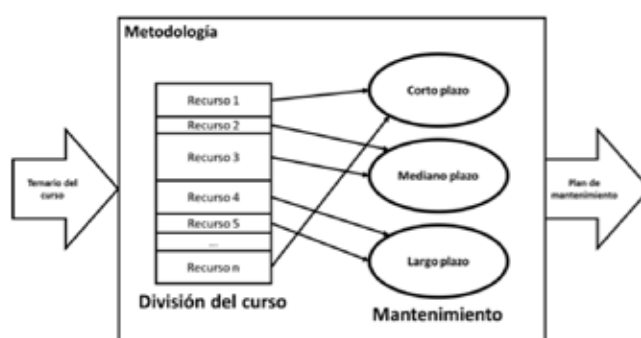 Metodología
Temario del
curso
Recurso 1
Recurso 2
Recurso 3
Recurso 4
Recurso 5
...
Recurso n
División del curso
Corto plazo
Mediano plazo
Largo plazo
Mantenimiento
Plan de
mantenimiento